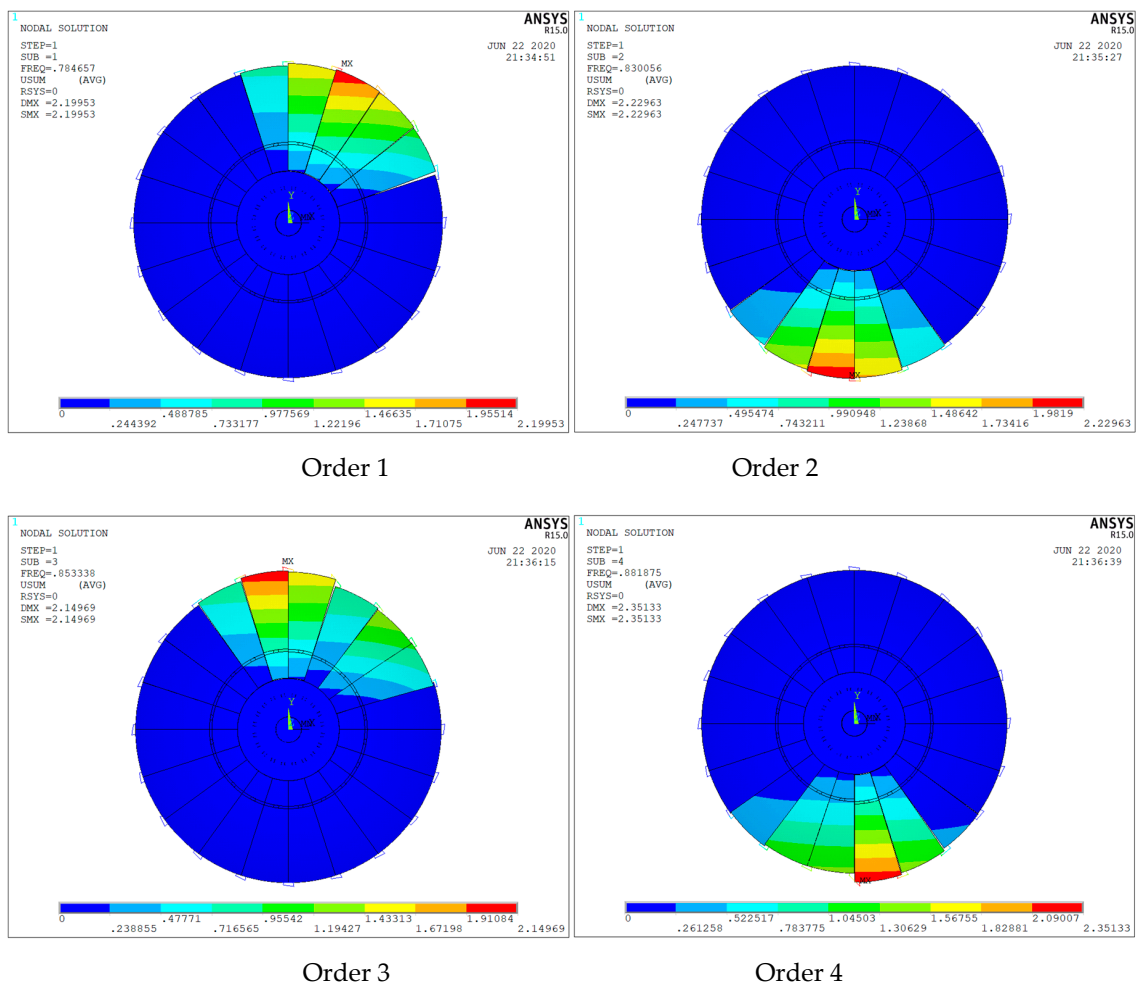 1
NODAL SOLUTION
ANSYS
R15.0
STEP=1
SUB =1
FREQ=.784657
USUM (AVG)
RSYS=0
DMX =2.19953
SMX =2.19953
JUN 22 2020
21:34:51
MX
Y
0 .488785 .977569 1.46635 1.95514
.244392 .733177 1.22196 1.71075 2.19953
Order 1
1
NODAL SOLUTION
ANSYS
R15.0
STEP=1
SUB =2
FREQ=.830056
USUM (AVG)
RSYS=0
DMX =2.22963
SMX =2.22963
JUN 22 2020
21:35:27
Y
MX
0 .495474 .990948 1.48642 1.9819
.247737 .743211 1.23868 1.73416 2.22963
Order 2
1
NODAL SOLUTION
ANSYS
R15.0
STEP=1
SUB =3
FREQ=.853338
USUM (AVG)
RSYS=0
DMX =2.14969
SMX =2.14969
JUN 22 2020
21:36:15
MX
Y
0 .47771 .95542 1.43313 1.91084
.238855 .716565 1.19427 1.67198 2.14969
Order 3
1
NODAL SOLUTION
ANSYS
R15.0
STEP=1
SUB =4
FREQ=.881875
USUM (AVG)
RSYS=0
DMX =2.35133
SMX =2.35133
JUN 22 2020
21:36:39
Y
MX
0 .522517 1.04503 1.56755 2.09007
.261258 .783775 1.30629 1.82881 2.35133
Order 4